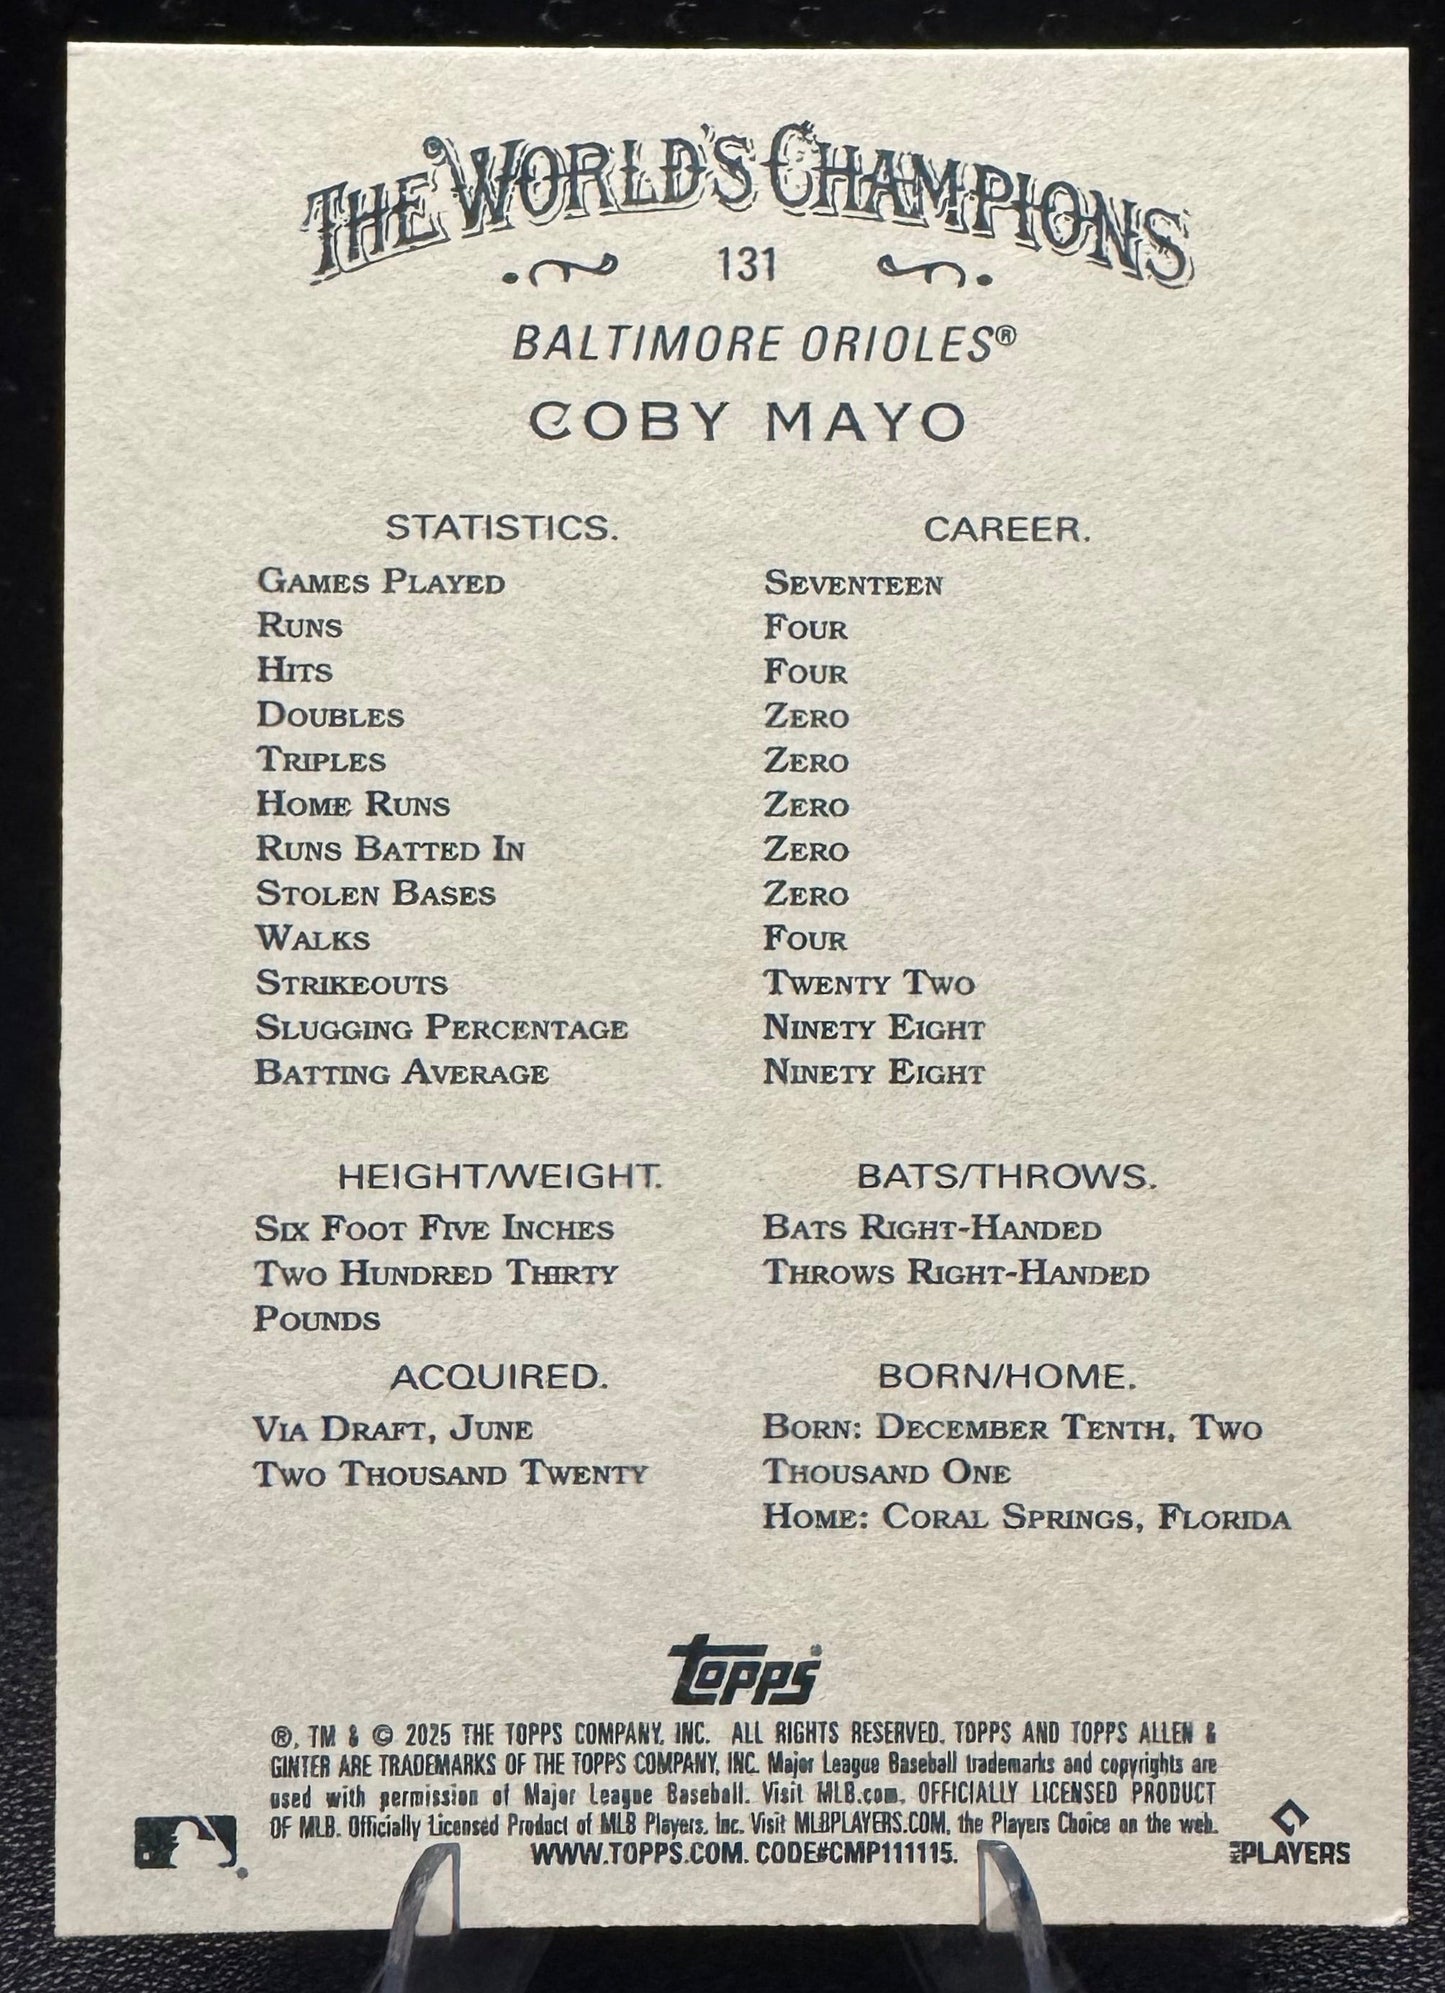 THE WORLD'S CHAMPIONS
131
BALTIMORE ORIOLES®
COBY MAYO
STATISTICS. CAREER.
GAMES PLAYED SEVENTEEN
RUNS FOUR
HITS FOUR
DOUBLES ZERO
TRIPLES ZERO
HOME RUNS ZERO
RUNS BATTED IN ZERO
STOLEN BASES ZERO
WALKS FOUR
STRIKEOUTS TWENTY TWO
SLUGGING PERCENTAGE NINETY EIGHT
BATTING AVERAGE NINETY EIGHT
HEIGHT/WEIGHT.
SIX FOOT FIVE INCHES
TWO HUNDRED THIRTY
POUNDS
BATS/THROWS.
BATS RIGHT-HANDED
THROWS RIGHT-HANDED
ACQUIRED.
VIA DRAFT, JUNE
TWO THOUSAND TWENTY
BORN/HOME.
BORN: DECEMBER TENTH, TWO
THOUSAND ONE
HOME: CORAL SPRINGS, FLORIDA
topps®
®, TM & © 2025 THE TOPPS COMPANY, INC. ALL RIGHTS RESERVED. TOPPS AND TOPPS ALLEN &
GINTER ARE TRADEMARKS OF THE TOPPS COMPANY, INC. Major League Baseball trademarks and copyrights are
used with permission of Major League Baseball. Visit MLB.com. OFFICIALLY LICENSED PRODUCT
OF MLB. Officially Licensed Product of MLB Players, Inc. Visit MLBPLAYERS.COM, the Players Choice on the web.
WWW.TOPPS.COM. CODE#CMP111115.
MLB PLAYERS